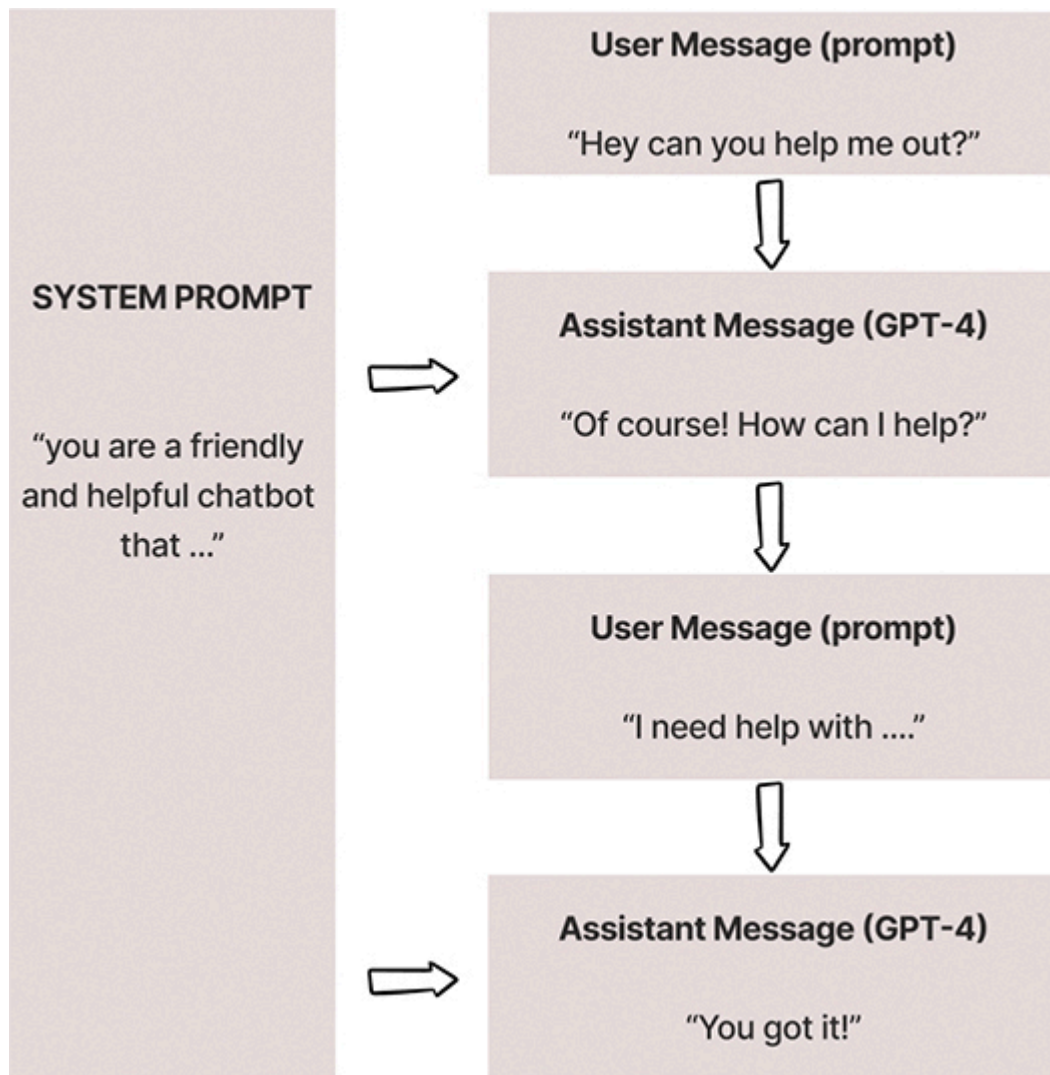 SYSTEM PROMPT
“you are a friendly
and helpful chatbot
that ...”
User Message (prompt)
“Hey can you help me out?”
Assistant Message (GPT-4)
“Of course! How can I help?”
User Message (prompt)
“I need help with ....”
Assistant Message (GPT-4)
“You got it!”